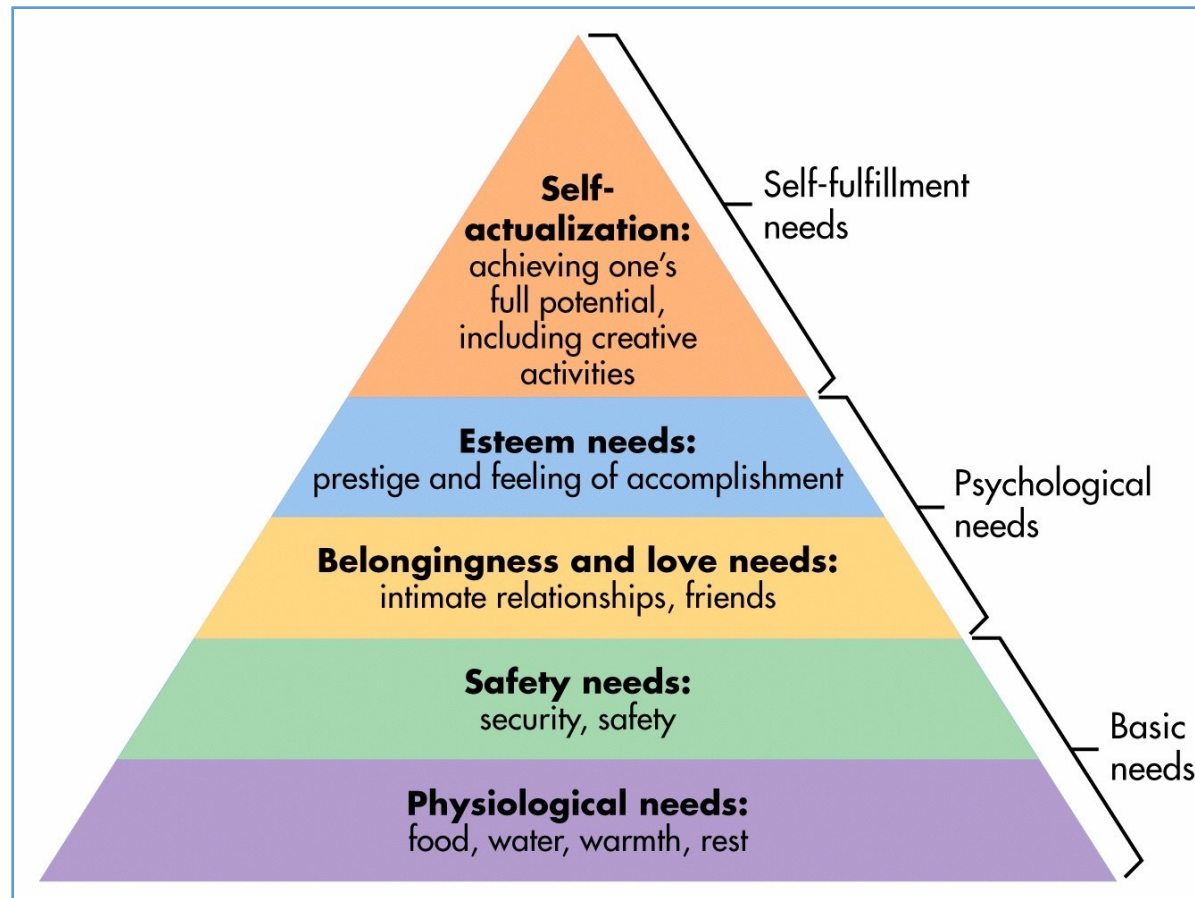 Self-
actualization:
achieving one's
full potential,
including creative
activities
Self-fulfillment
needs
Esteem needs:
prestige and feeling of accomplishment
Psychological
needs
Belongingness and love needs:
intimate relationships, friends
Safety needs:
security, safety
Basic
needs
Physiological needs:
food, water, warmth, rest